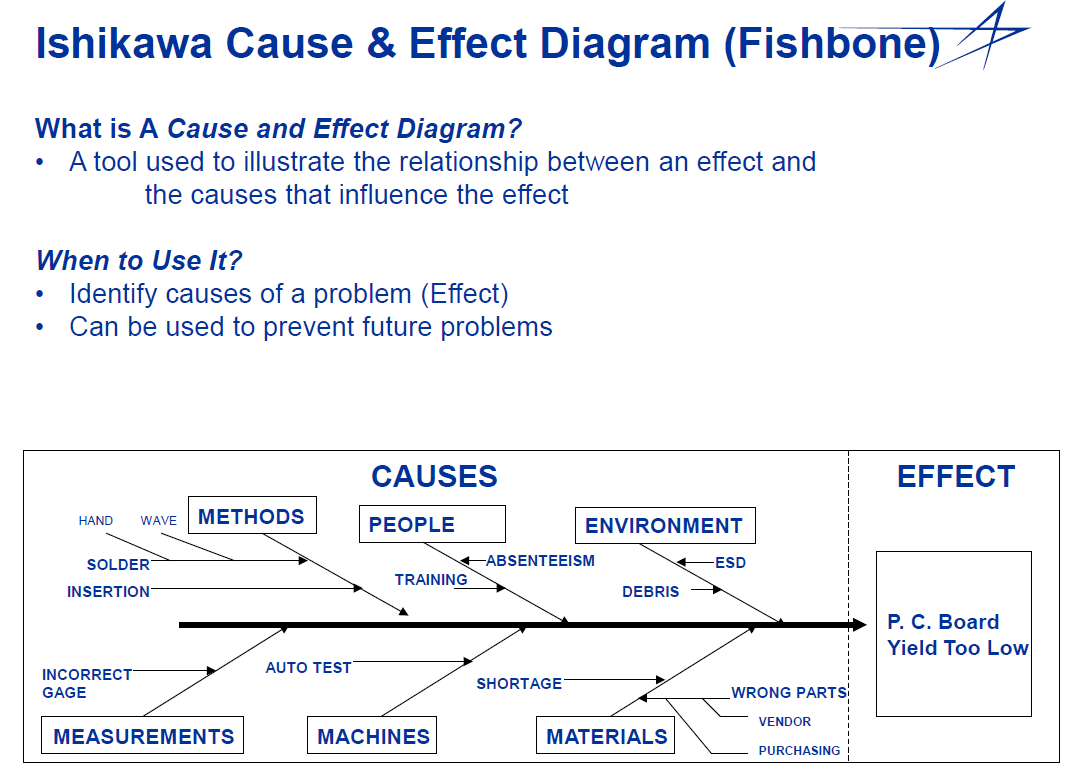 Ishikawa Cause & Effect Diagram (Fishbone)
What is A Cause and Effect Diagram?
• A tool used to illustrate the relationship between an effect and
the causes that influence the effect
When to Use It?
• Identify causes of a problem (Effect)
• Can be used to prevent future problems
CAUSES
EFFECT
HAND
WAVE
METHODS
PEOPLE
ENVIRONMENT
SOLDER
INSERTION
ABSENTEEISM
TRAINING
ESD
DEBRIS
P. C. Board
Yield Too Low
INCORRECT
GAGE
AUTO TEST
SHORTAGE
WRONG PARTS
VENDOR
PURCHASING
MEASUREMENTS
MACHINES
MATERIALS